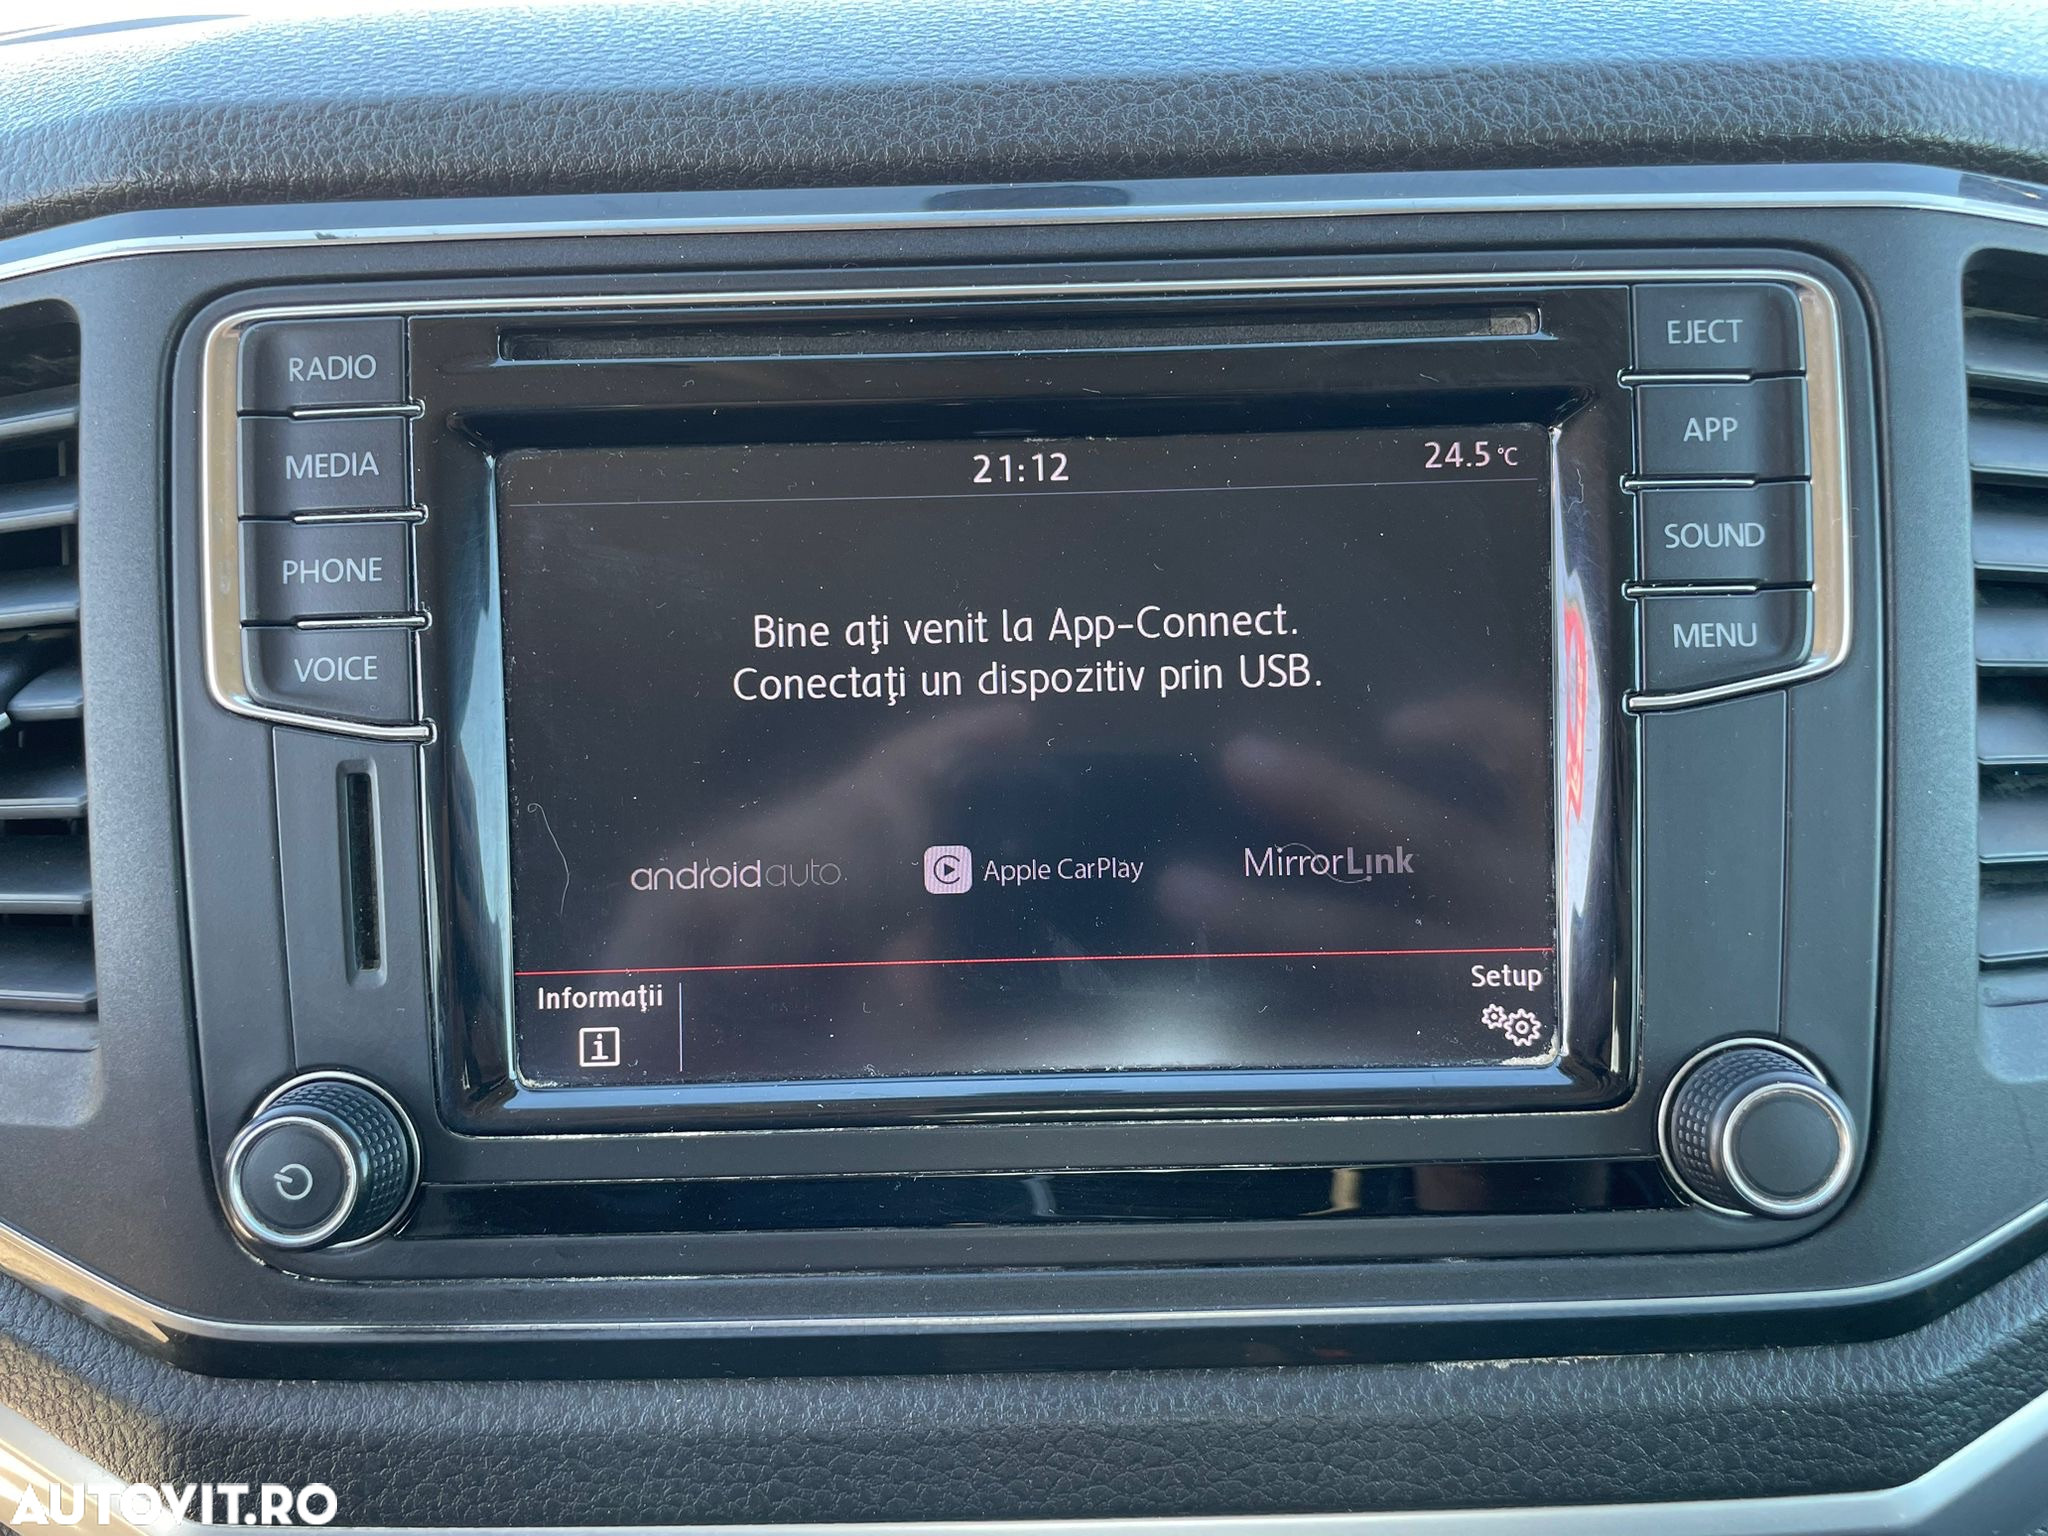 RADIO
MEDIA
PHONE
VOICE
EJECT
APP
SOUND
MENU
21:12
24.5°C
Bine aţi venit la App-Connect.
Conectaţi un dispozitiv prin USB.
androidauto
Apple CarPlay
MirrorLink
Informaţii
i
Setup
AUTOVIT.RO